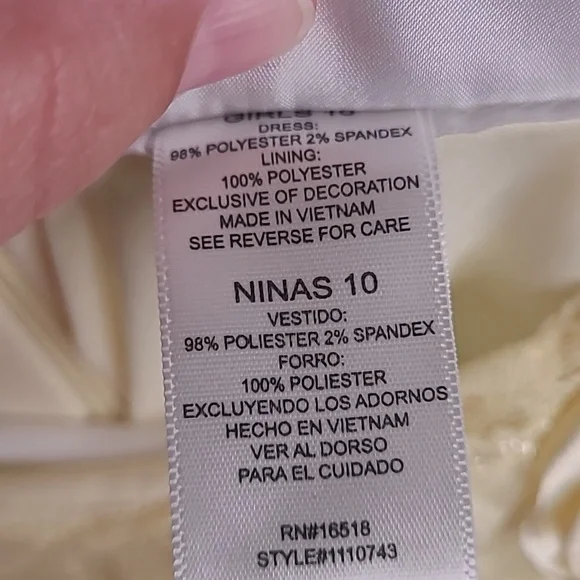 GIRLS 10
DRESS:
98% POLYESTER 2% SPANDEX
LINING:
100% POLYESTER
EXCLUSIVE OF DECORATION
MADE IN VIETNAM
SEE REVERSE FOR CARE
NINAS 10
VESTIDO:
98% POLIESTER 2% SPANDEX
FORRO:
100% POLIESTER
EXCLUYENDO LOS ADORNOS
HECHO EN VIETNAM
VER AL DORSO
PARA EL CUIDADO
RN#16518
STYLE#1110743